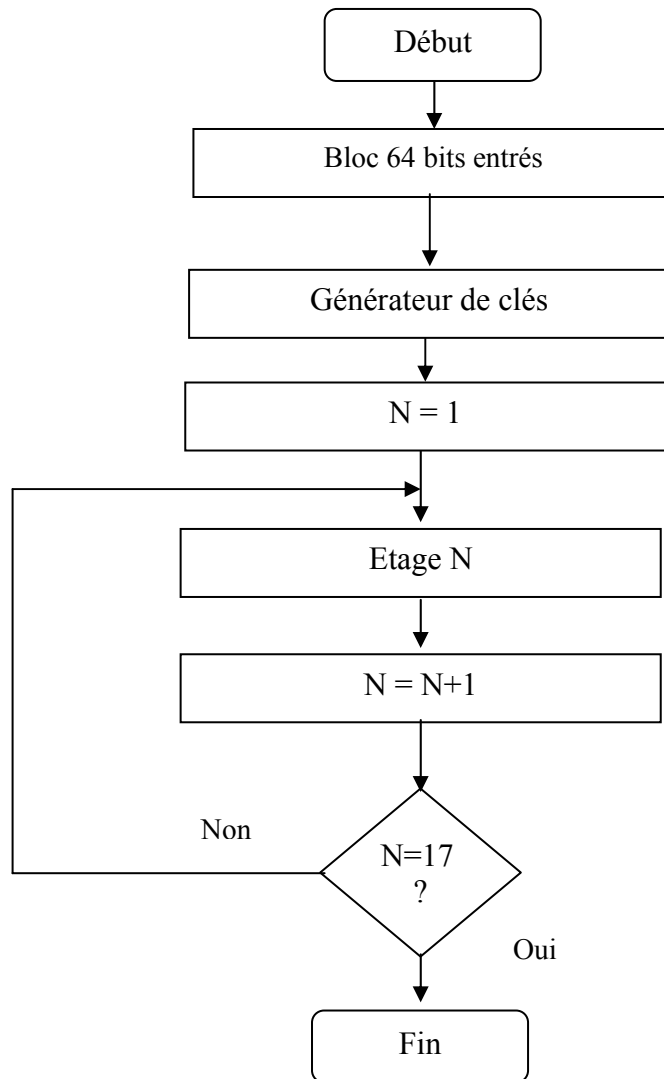 Début
Bloc 64 bits entrés
Générateur de clés
N = 1
Etage N
N = N+1
Non
N=17
?
Oui
Fin